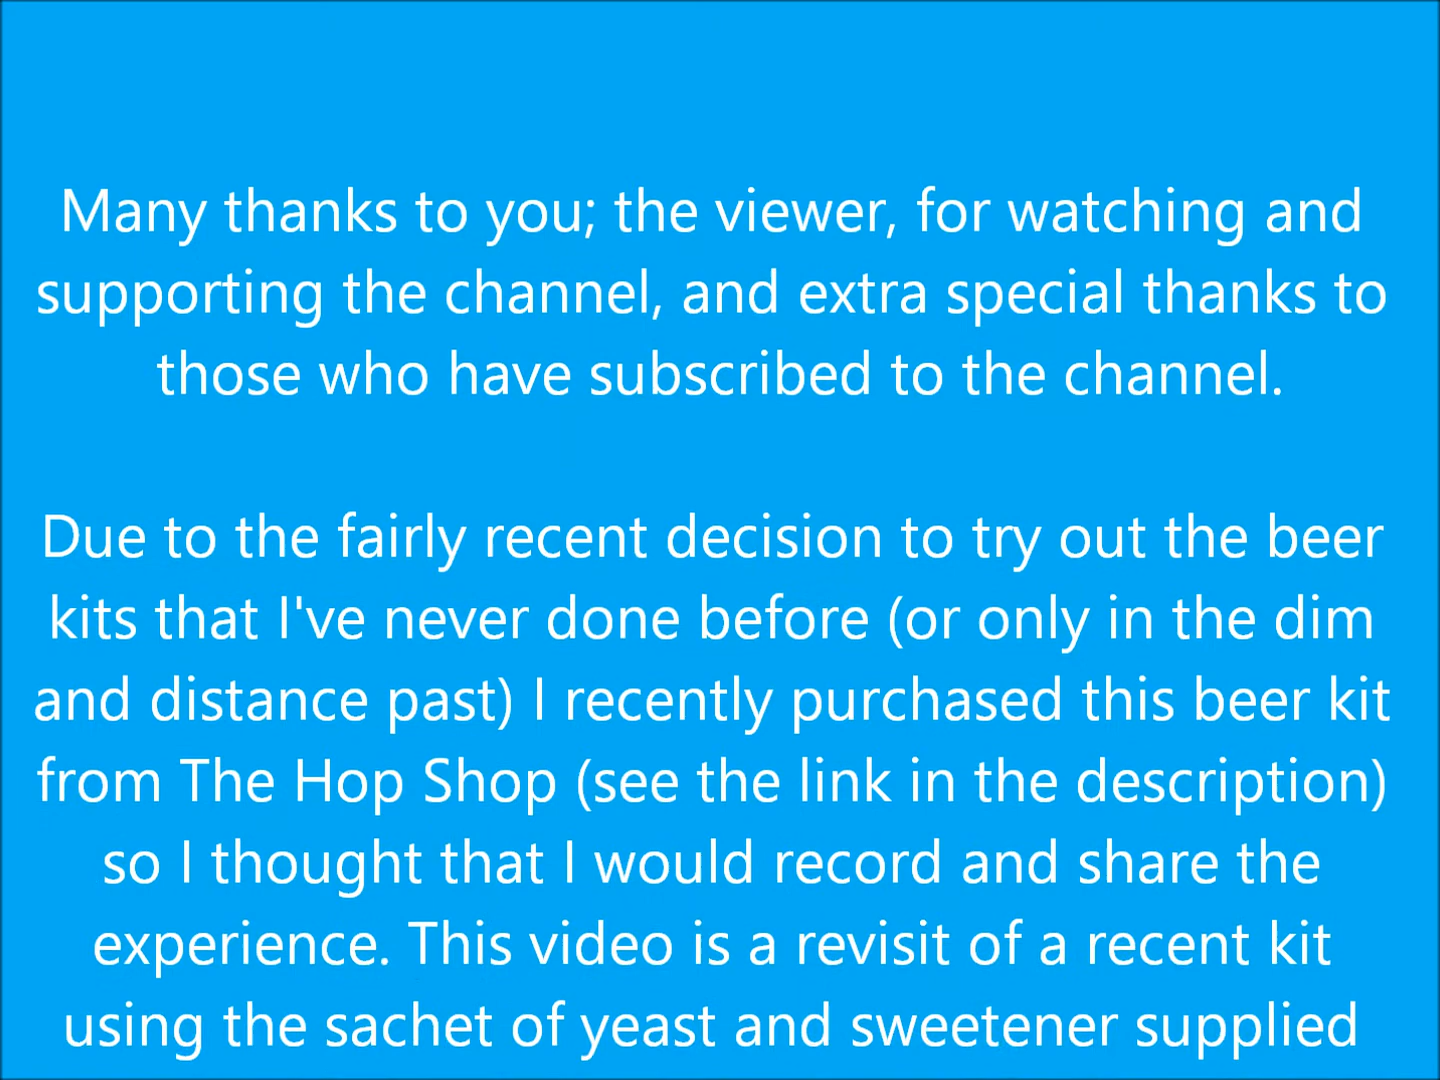 Many thanks to you; the viewer, for watching and
supporting the channel, and extra special thanks to
those who have subscribed to the channel.
Due to the fairly recent decision to try out the beer
kits that I've never done before (or only in the dim
and distance past) I recently purchased this beer kit
from The Hop Shop (see the link in the description)
so I thought that I would record and share the
experience. This video is a revisit of a recent kit
using the sachet of yeast and sweetener supplied